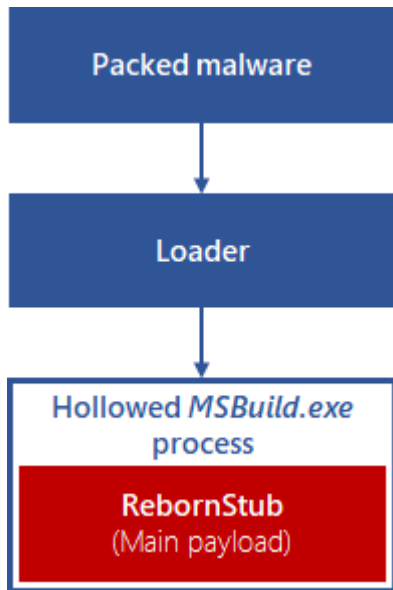 Packed malware
Loader
Hollowed MSBuild.exe
process
RebornStub
(Main payload)